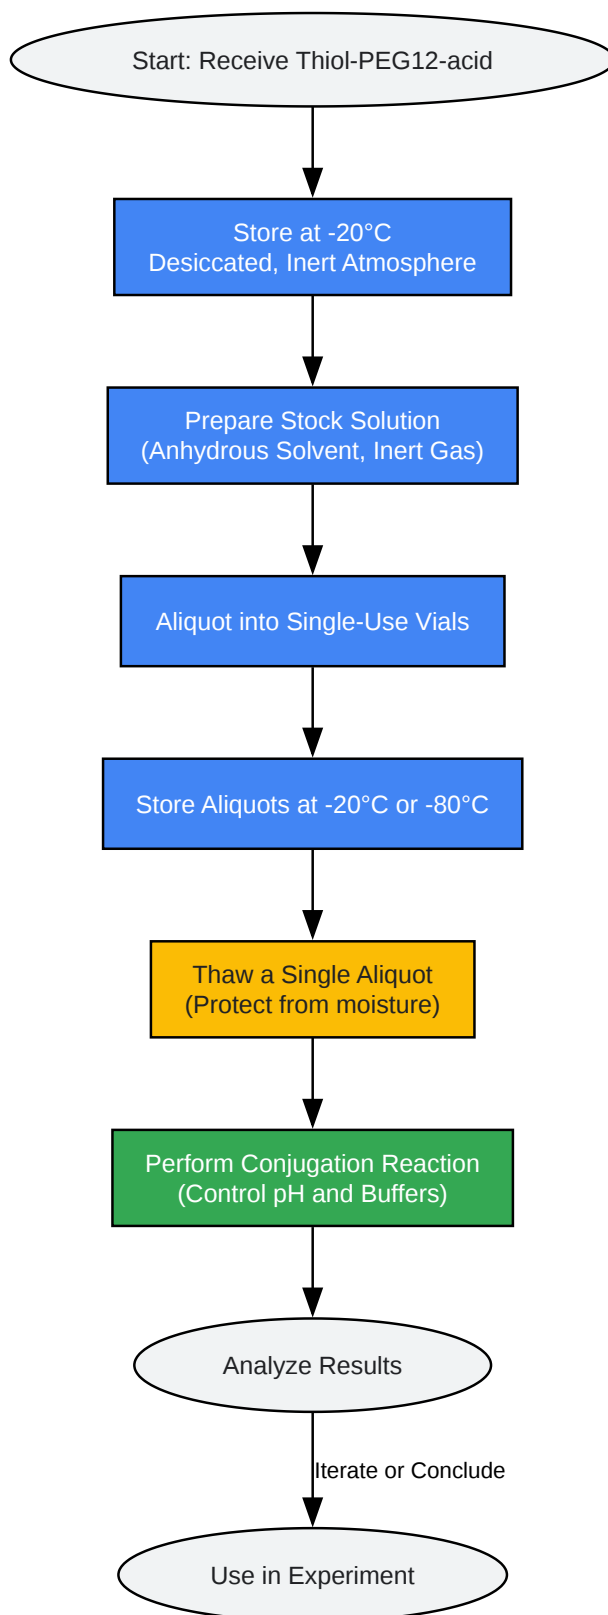 Start: Receive Thiol-PEG12-acid
Store at -20°C
Desiccated, Inert Atmosphere
Prepare Stock Solution
(Anhydrous Solvent, Inert Gas)
Aliquot into Single-Use Vials
Store Aliquots at -20°C or -80°C
Thaw a Single Aliquot
(Protect from moisture)
Perform Conjugation Reaction
(Control pH and Buffers)
Analyze Results
Iterate or Conclude
Use in Experiment